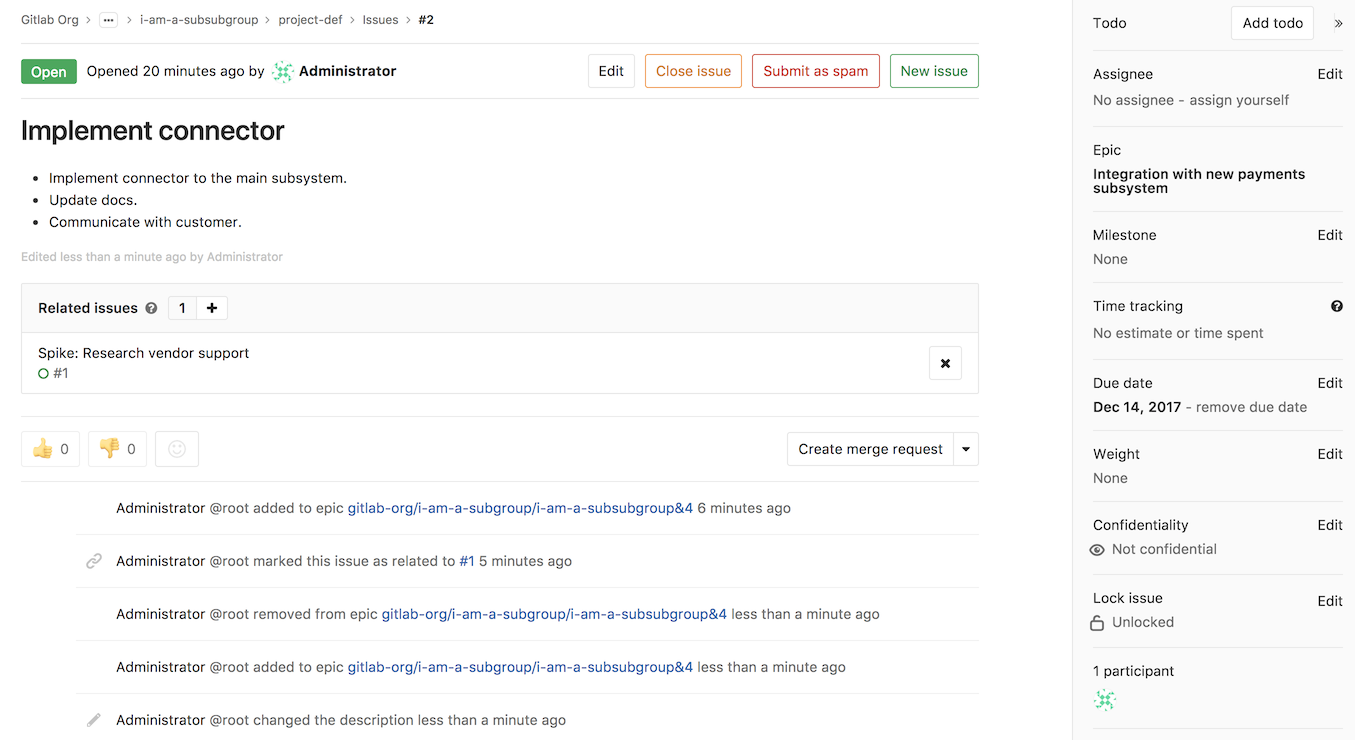 Gitlab Org > ... > i-am-a-subsubgroup > project-def > Issues > #2
Open Opened 20 minutes ago by Administrator Edit Close issue Submit as spam New issue
Implement connector
• Implement connector to the main subsystem.
• Update docs.
• Communicate with customer.
Edited less than a minute ago by Administrator
Related issues ? 1 +
Spike: Research vendor support
#1
0 0 Create merge request
Administrator @root added to epic gitlab-org/i-am-a-subgroup/i-am-a-subsubgroup&4 6 minutes ago
Administrator @root marked this issue as related to #1 5 minutes ago
Administrator @root removed from epic gitlab-org/i-am-a-subgroup/i-am-a-subsubgroup&4 less than a minute ago
Administrator @root added to epic gitlab-org/i-am-a-subgroup/i-am-a-subsubgroup&4 less than a minute ago
Administrator @root changed the description less than a minute ago
Todo Add todo »
Assignee Edit
No assignee - assign yourself
Epic
Integration with new payments
subsystem
Milestone Edit
None
Time tracking ?
No estimate or time spent
Due date Edit
Dec 14, 2017 - remove due date
Weight Edit
None
Confidentiality Edit
Not confidential
Lock issue Edit
Unlocked
1 participant